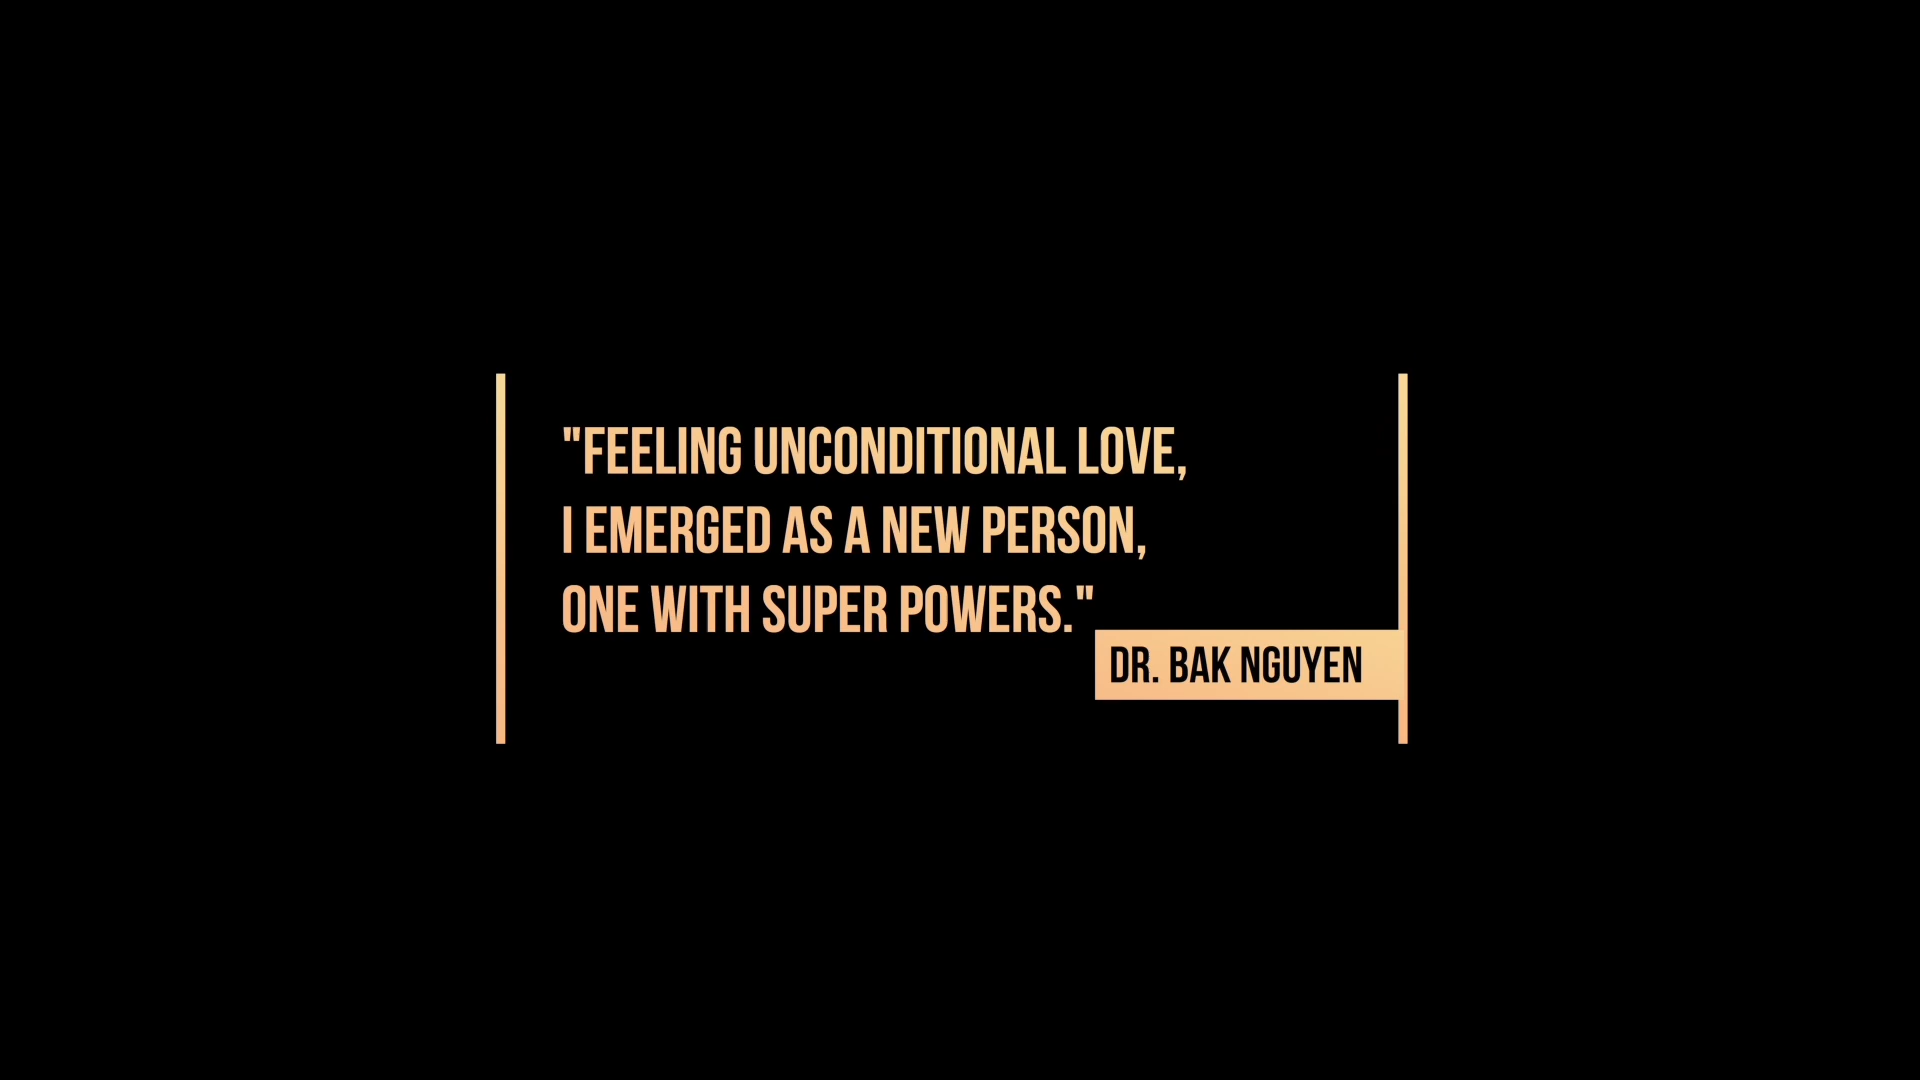 "FEELING UNCONDITIONAL LOVE,
I EMERGED AS A NEW PERSON,
ONE WITH SUPER POWERS."
DR. BAK NGUYEN